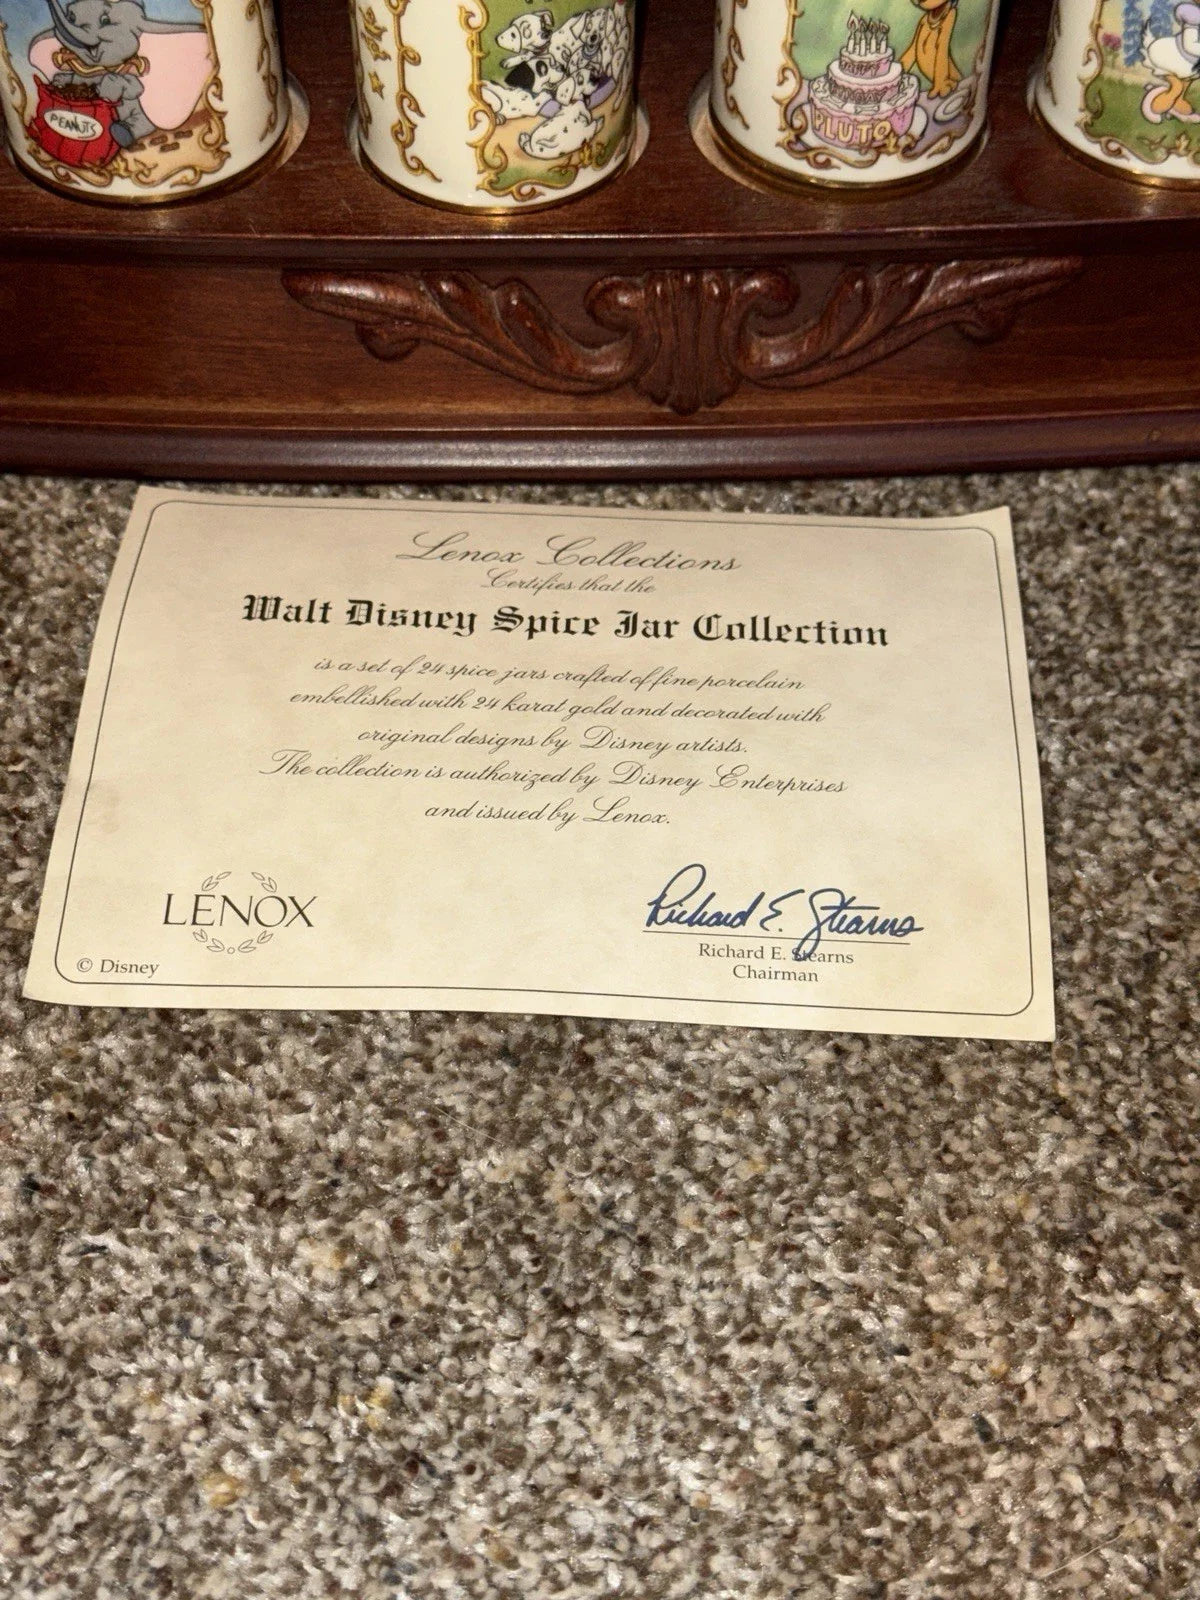 PEANUTS
HAPPY
BIRTHDAY
PLUTO
Lenox Collections
Certifies that the
Walt Disney Spice Jar Collection
is a set of 24 spice jars crafted of fine porcelain
embellished with 24 karat gold and decorated with
original designs by Disney artists.
The collection is authorized by Disney Enterprises
and issued by Lenox.
LENOX
© Disney
Richard E. Stearns
Richard E. Stearns
Chairman